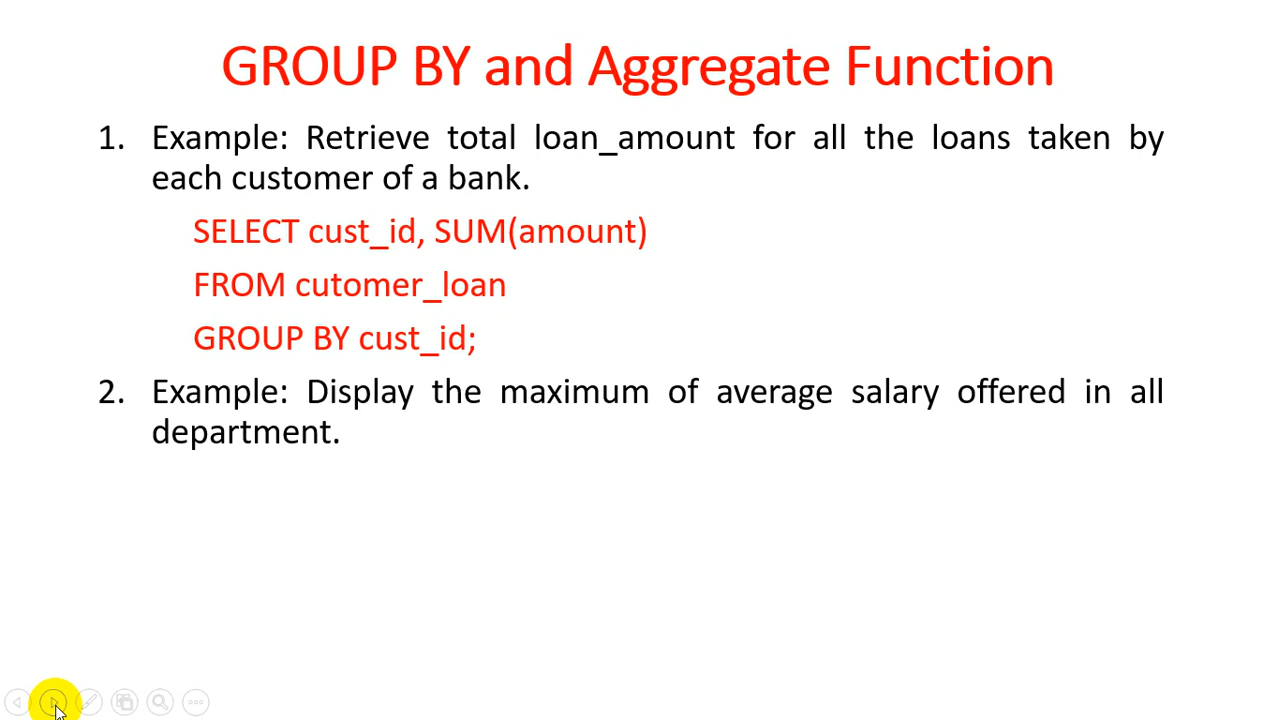 GROUP BY and Aggregate Function
1. Example: Retrieve total loan_amount for all the loans taken by
each customer of a bank.
SELECT cust_id, SUM(amount)
FROM cutomer_loan
GROUP BY cust_id;
2. Example: Display the maximum of average salary offered in all
department.